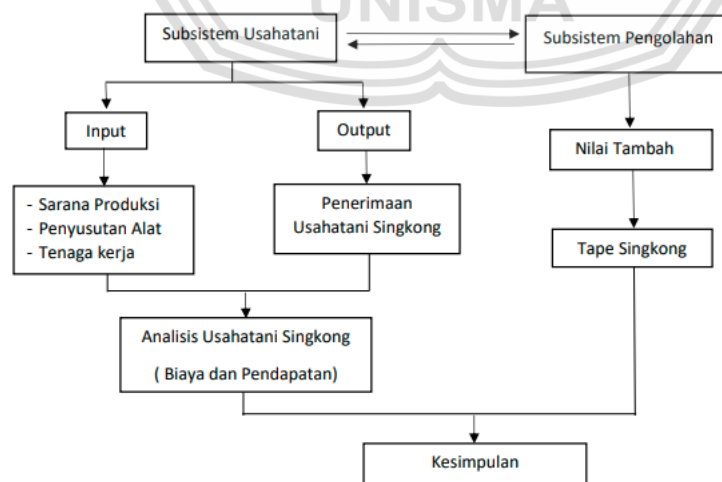 UNISMA
Subsistem Usahatani
Subsistem Pengolahan
Input
Output
Nilai Tambah
- Sarana Produksi
- Penyusutan Alat
- Tenaga kerja
Penerimaan
Usahatani Singkong
Tape Singkong
Analisis Usahatani Singkong
( Biaya dan Pendapatan)
Kesimpulan